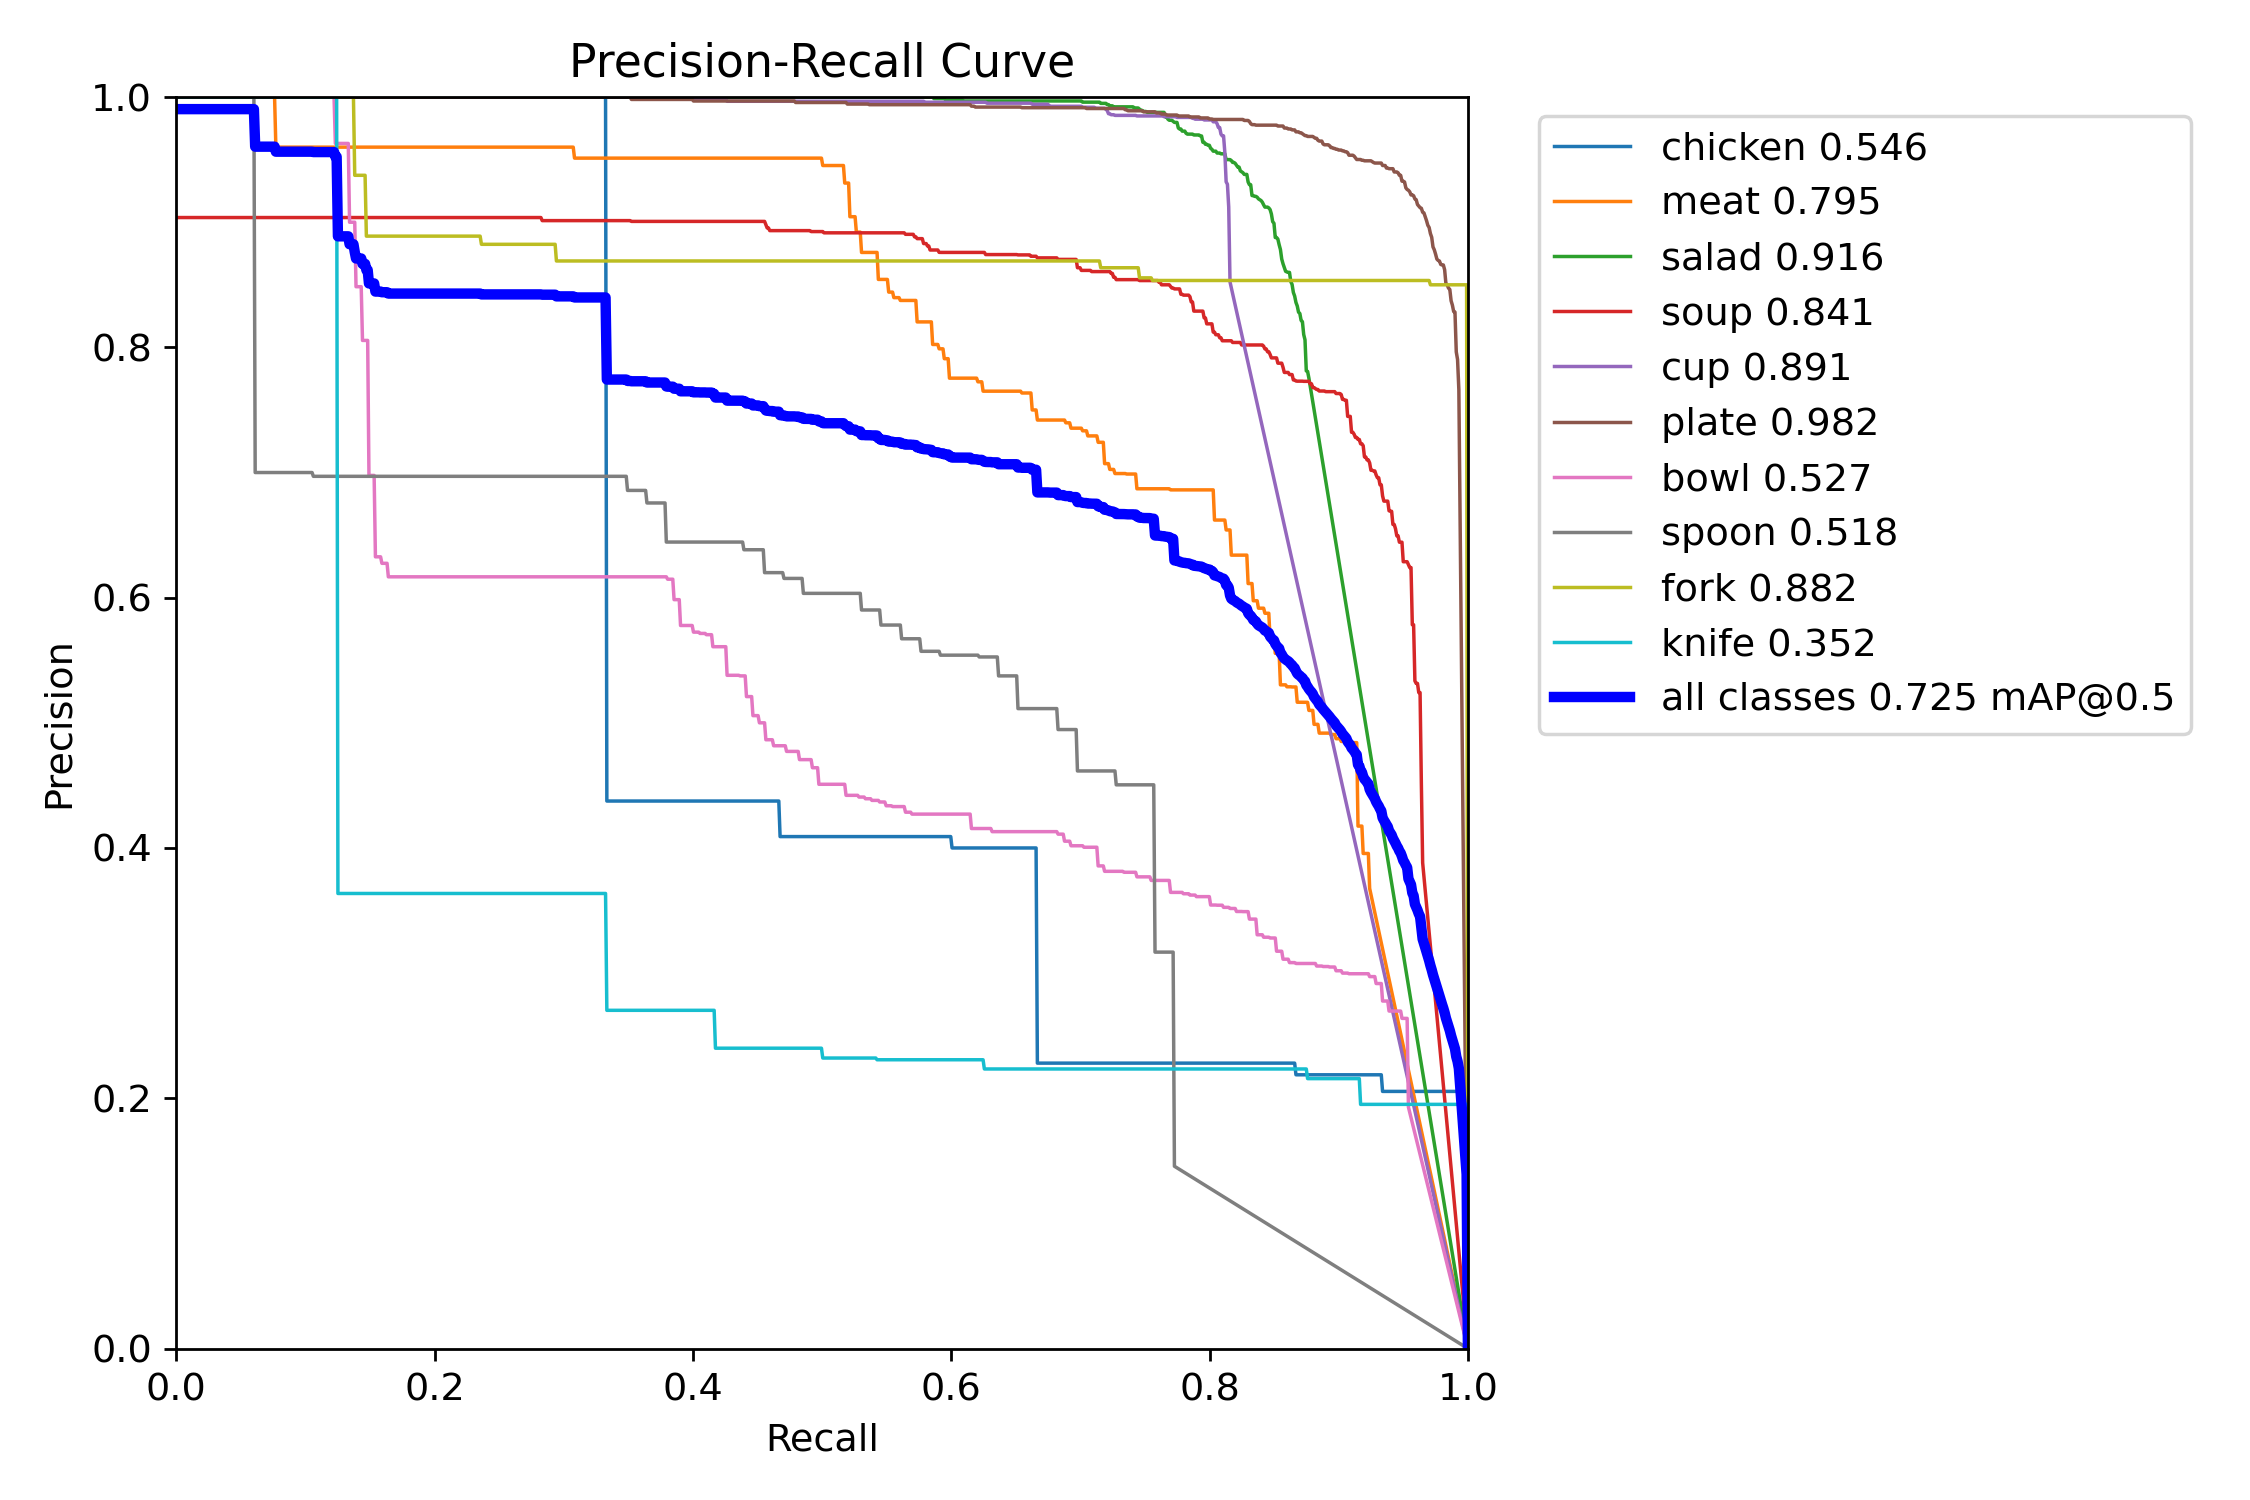 Precision-Recall Curve
1.0
0.8
0.6
0.4
0.2
0.0
Precision
0.0 0.2 0.4 0.6 0.8 1.0
Recall
chicken 0.546
meat 0.795
salad 0.916
soup 0.841
cup 0.891
plate 0.982
bowl 0.527
spoon 0.518
fork 0.882
knife 0.352
all classes 0.725 mAP@0.5